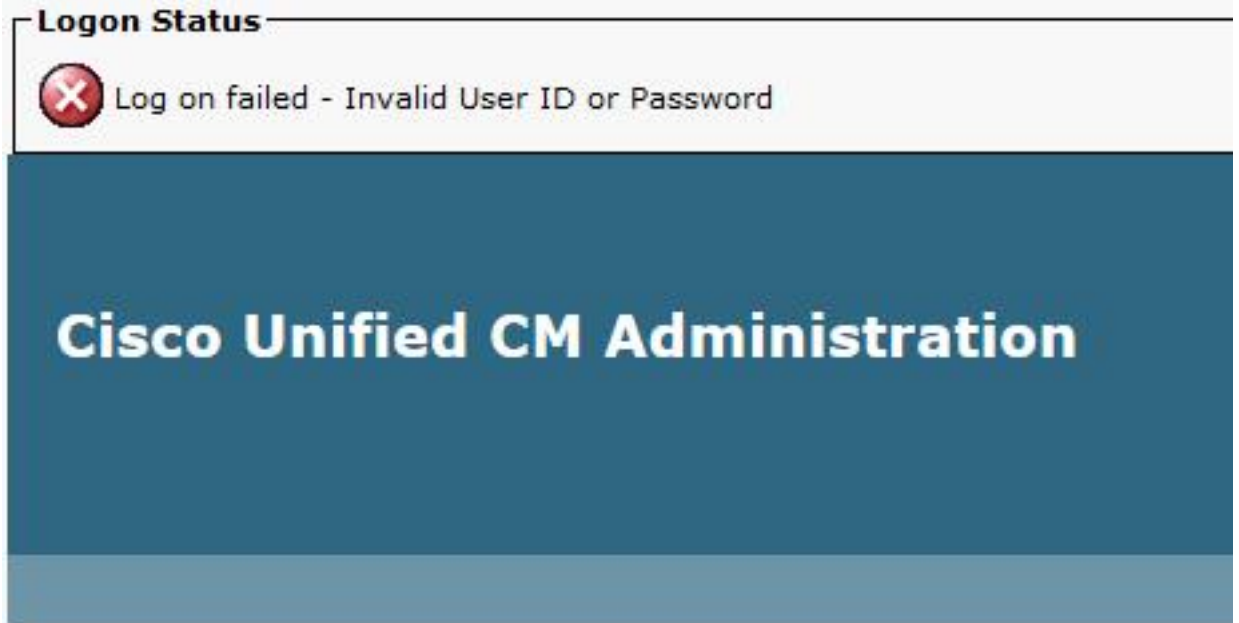 Logon Status
Log on failed - Invalid User ID or Password
Cisco Unified CM Administration